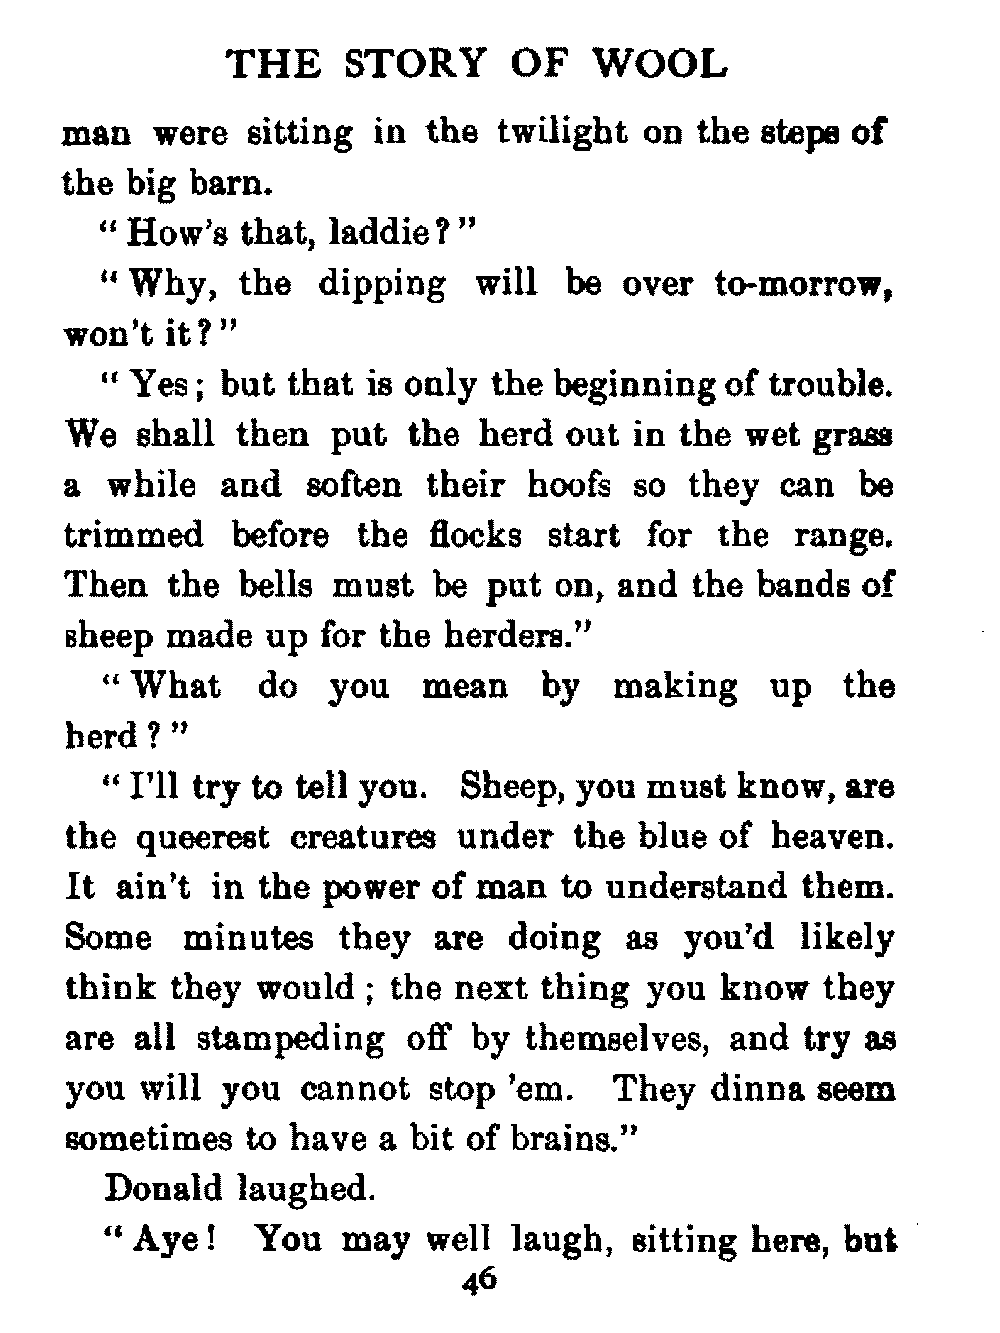 THE STORY OF WOOL
man were sitting in the twilight on the steps of
the big barn.
“ How’s that, laddie? ”
“ Why, the dipping will be over to-morrow,
won’t it? ”
“ Yes; but that is only the beginning of trouble.
We shall then put the herd out in the wet grass
a while and soften their hoofs so they can be
trimmed before the flocks start for the range.
Then the bells must be put on, and the bands of
sheep made up for the herders.”
“ What do you mean by making up the
herd ? ”
“ I’ll try to tell you. Sheep, you must know, are
the queerest creatures under the blue of heaven.
It ain’t in the power of man to understand them.
Some minutes they are doing as you’d likely
think they would ; the next thing you know they
are all stampeding off by themselves, and try as
you will you cannot stop ’em. They dinna seem
sometimes to have a bit of brains.”
Donald laughed.
“ Aye! You may well laugh, sitting here, but
46